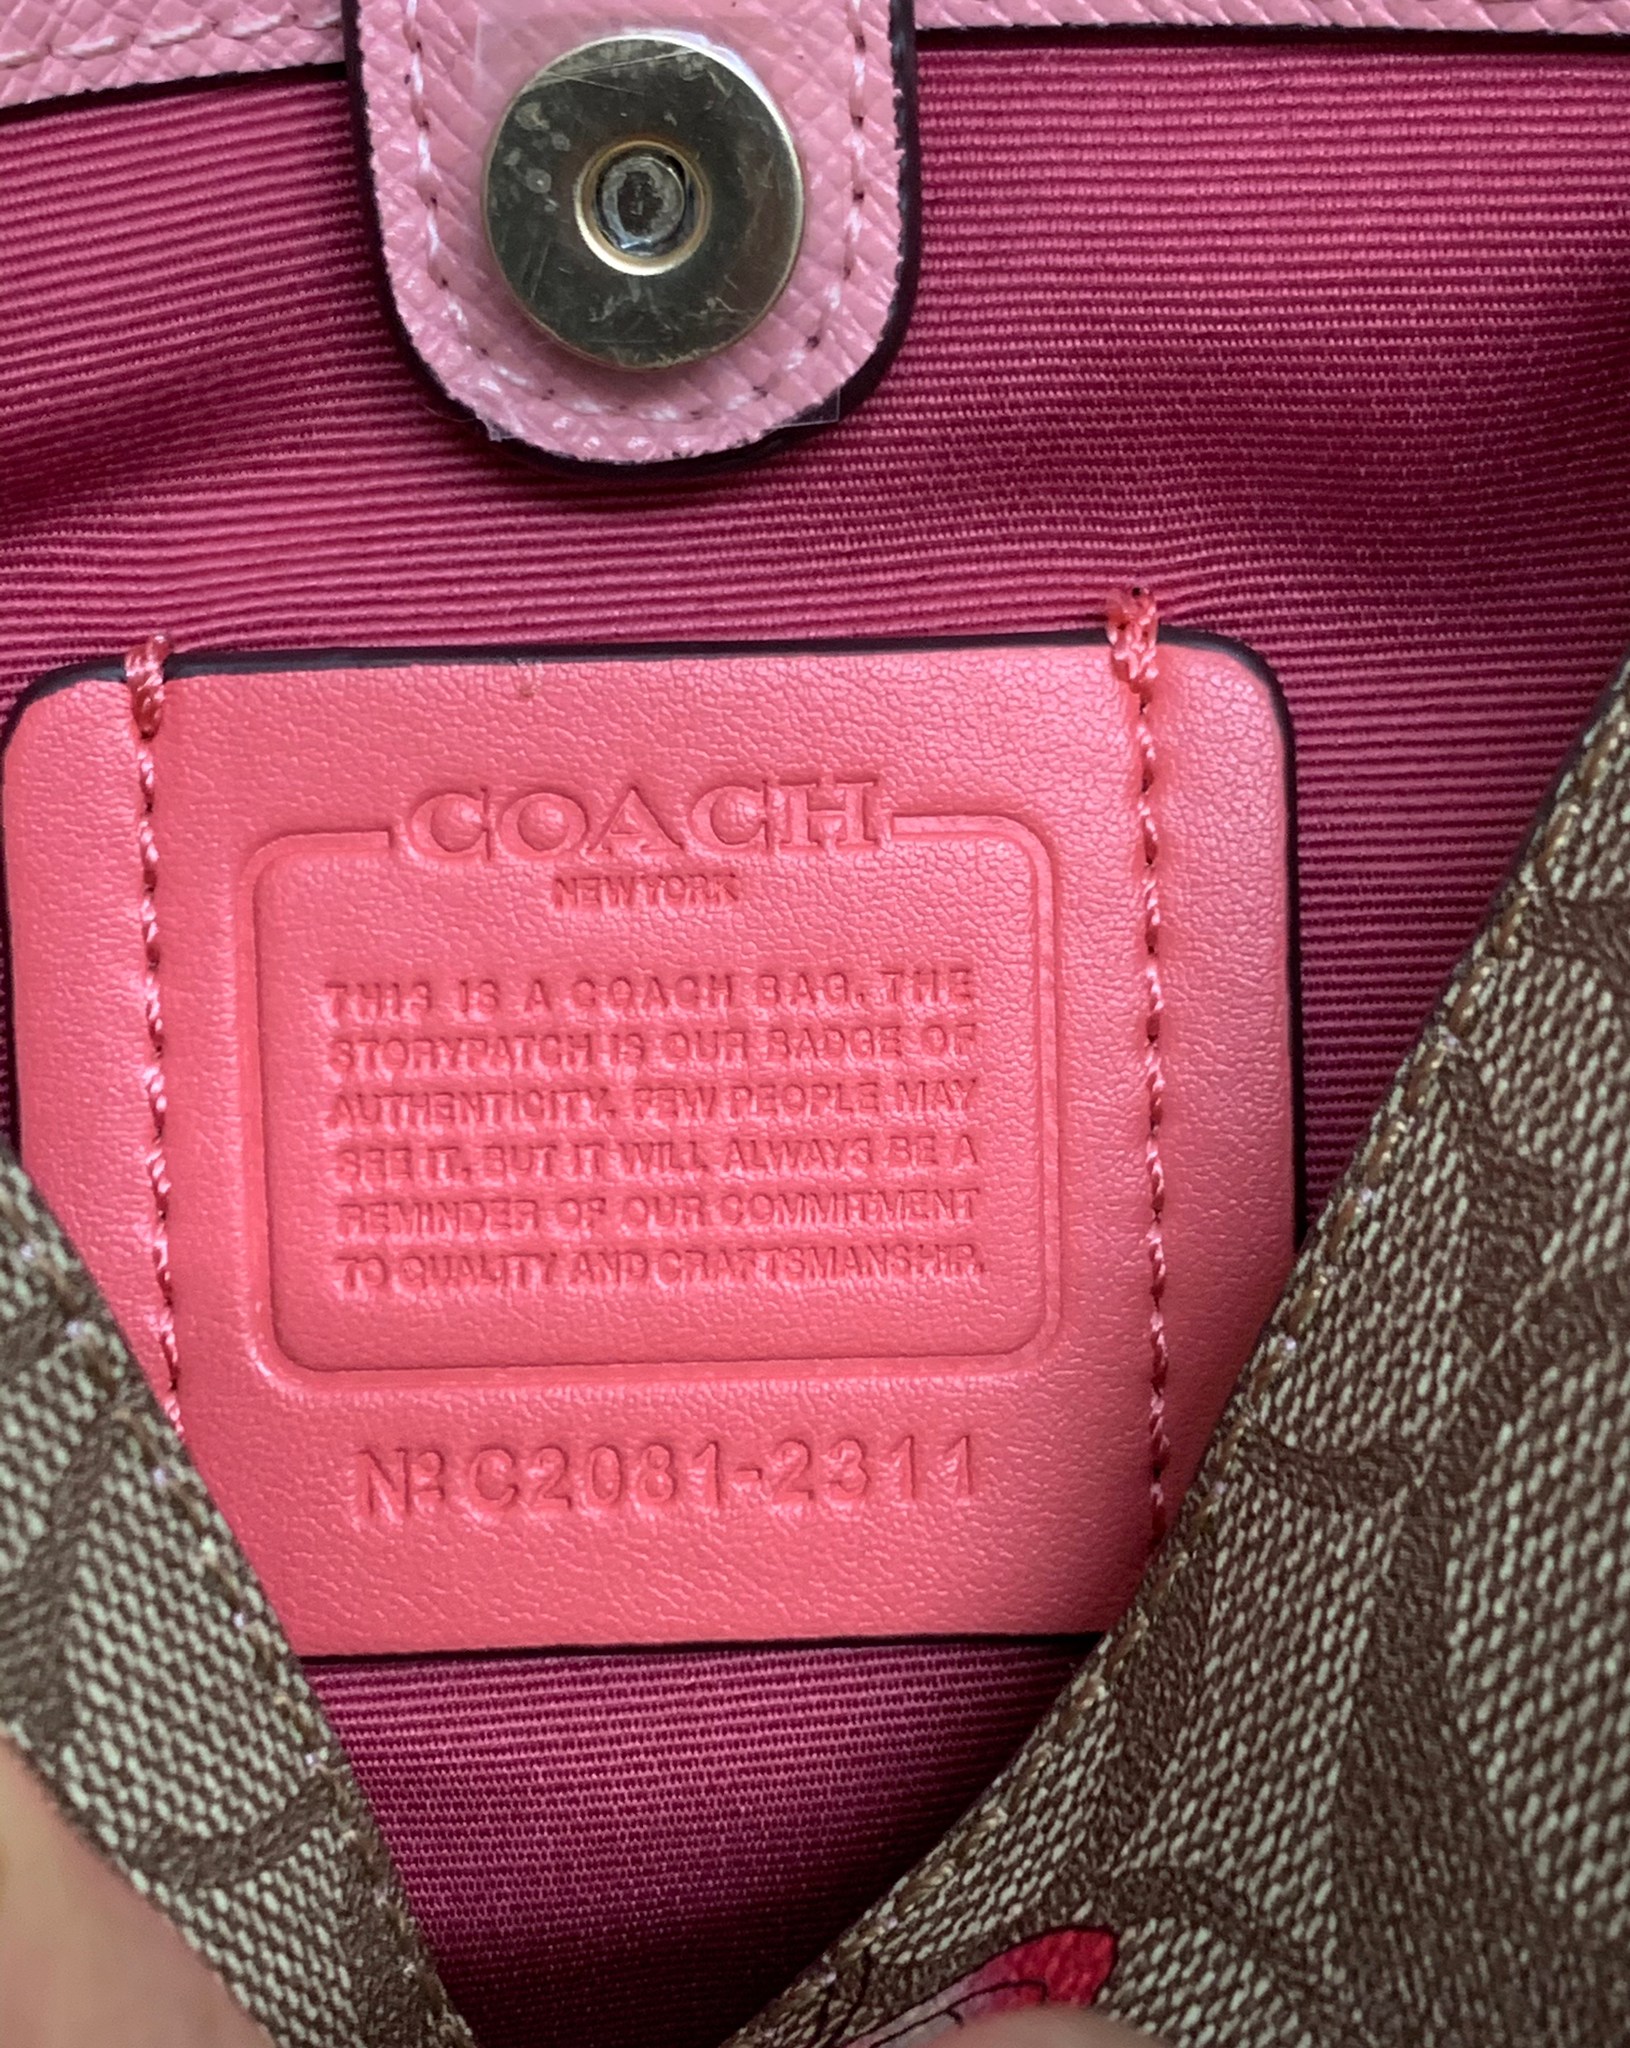 COACH
NEW YORK
THIS IS A COACH BAG. THE
STORYPATCH IS OUR BADGE OF
AUTHENTICITY. FEW PEOPLE MAY
SEE IT, BUT IT WILL ALWAYS BE A
REMINDER OF OUR COMMITMENT
TO QUALITY AND CRAFTSMANSHIP.
Nº C2081-2311